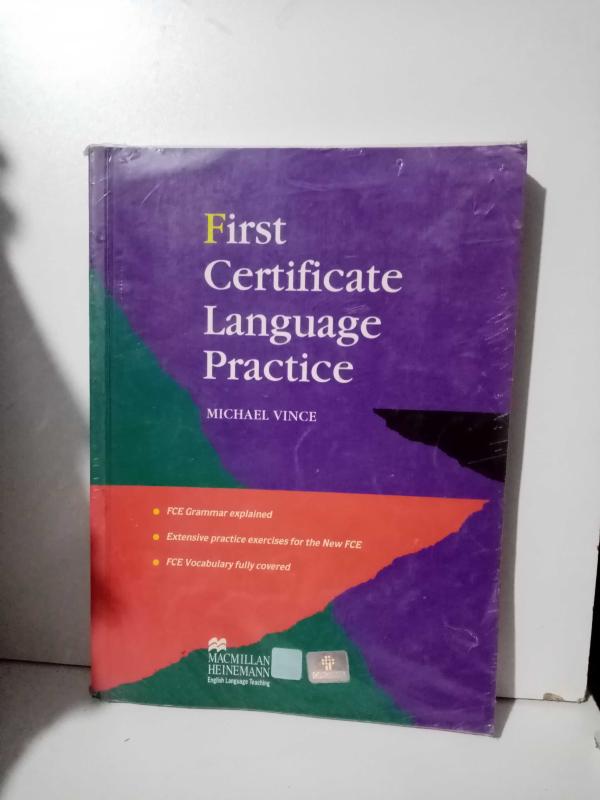 First
Certificate
Language
Practice
MICHAEL VINCE
FCE Grammar explained
Extensive practice exercises for the New FCE
FCE Vocabulary fully covered
MACMILLAN
HEINEMANN
English Language Teaching